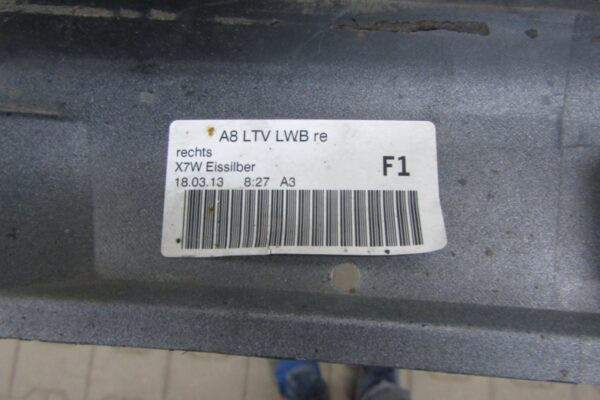 A8 LTV LWB re
rechts
X7W Eissilber
F1
18.03.13 8:27 A3